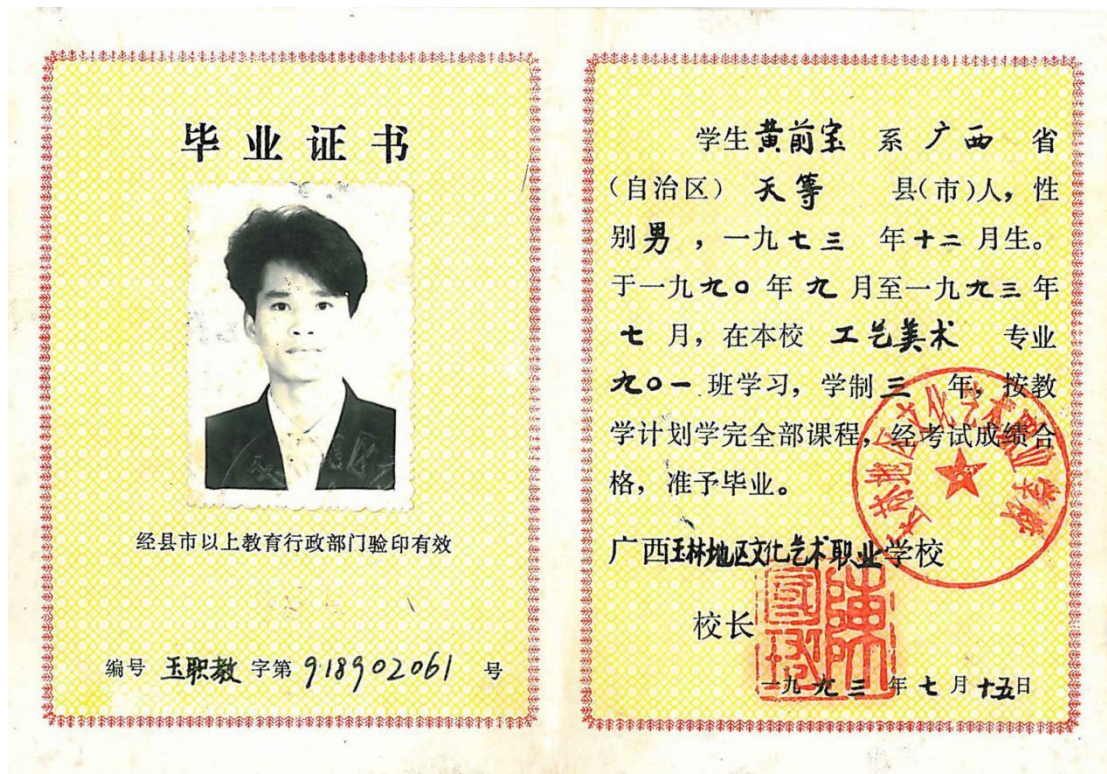 毕业证书
经县市以上教育行政部门验印有效
编号 玉职教 字第 918902061 号
学生黄前宝 系 广西 省
（自治区） 天等 县(市)人，性
别男，一九七三 年十二月生。
于一九九〇年九月至一九九三年
七月，在本校 工艺美术 专业
九〇一班学习，学制三年，按教
学计划学完全部课程，经考试成绩合
格，准予毕业。
广西玉林地区文化艺术职业学校
校长
一九九三年七月十五日